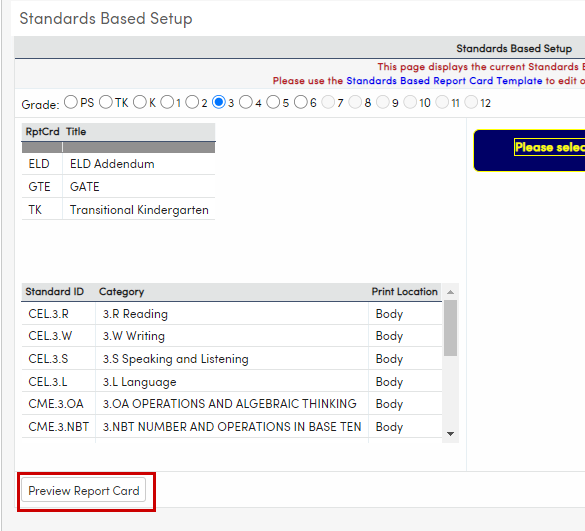 Standards Based Setup
Standards Based Setup
This page displays the current Standards
Please use the Standards Based Report Card Template to edit
Grade: PS TK K 1 2 3 4 5 6 7 8 9 10 11 12
RptCrd Title
ELD ELD Addendum
GTE GATE
TK Transitional Kindergarten
Please selec
Standard ID Category Print Location
CEL.3.R 3.R Reading Body
CEL.3.W 3.W Writing Body
CEL.3.S 3.S Speaking and Listening Body
CEL.3.L 3.L Language Body
CME.3.OA 3.OA OPERATIONS AND ALGEBRAIC THINKING Body
CME.3.NBT 3.NBT NUMBER AND OPERATIONS IN BASE TEN Body
Preview Report Card